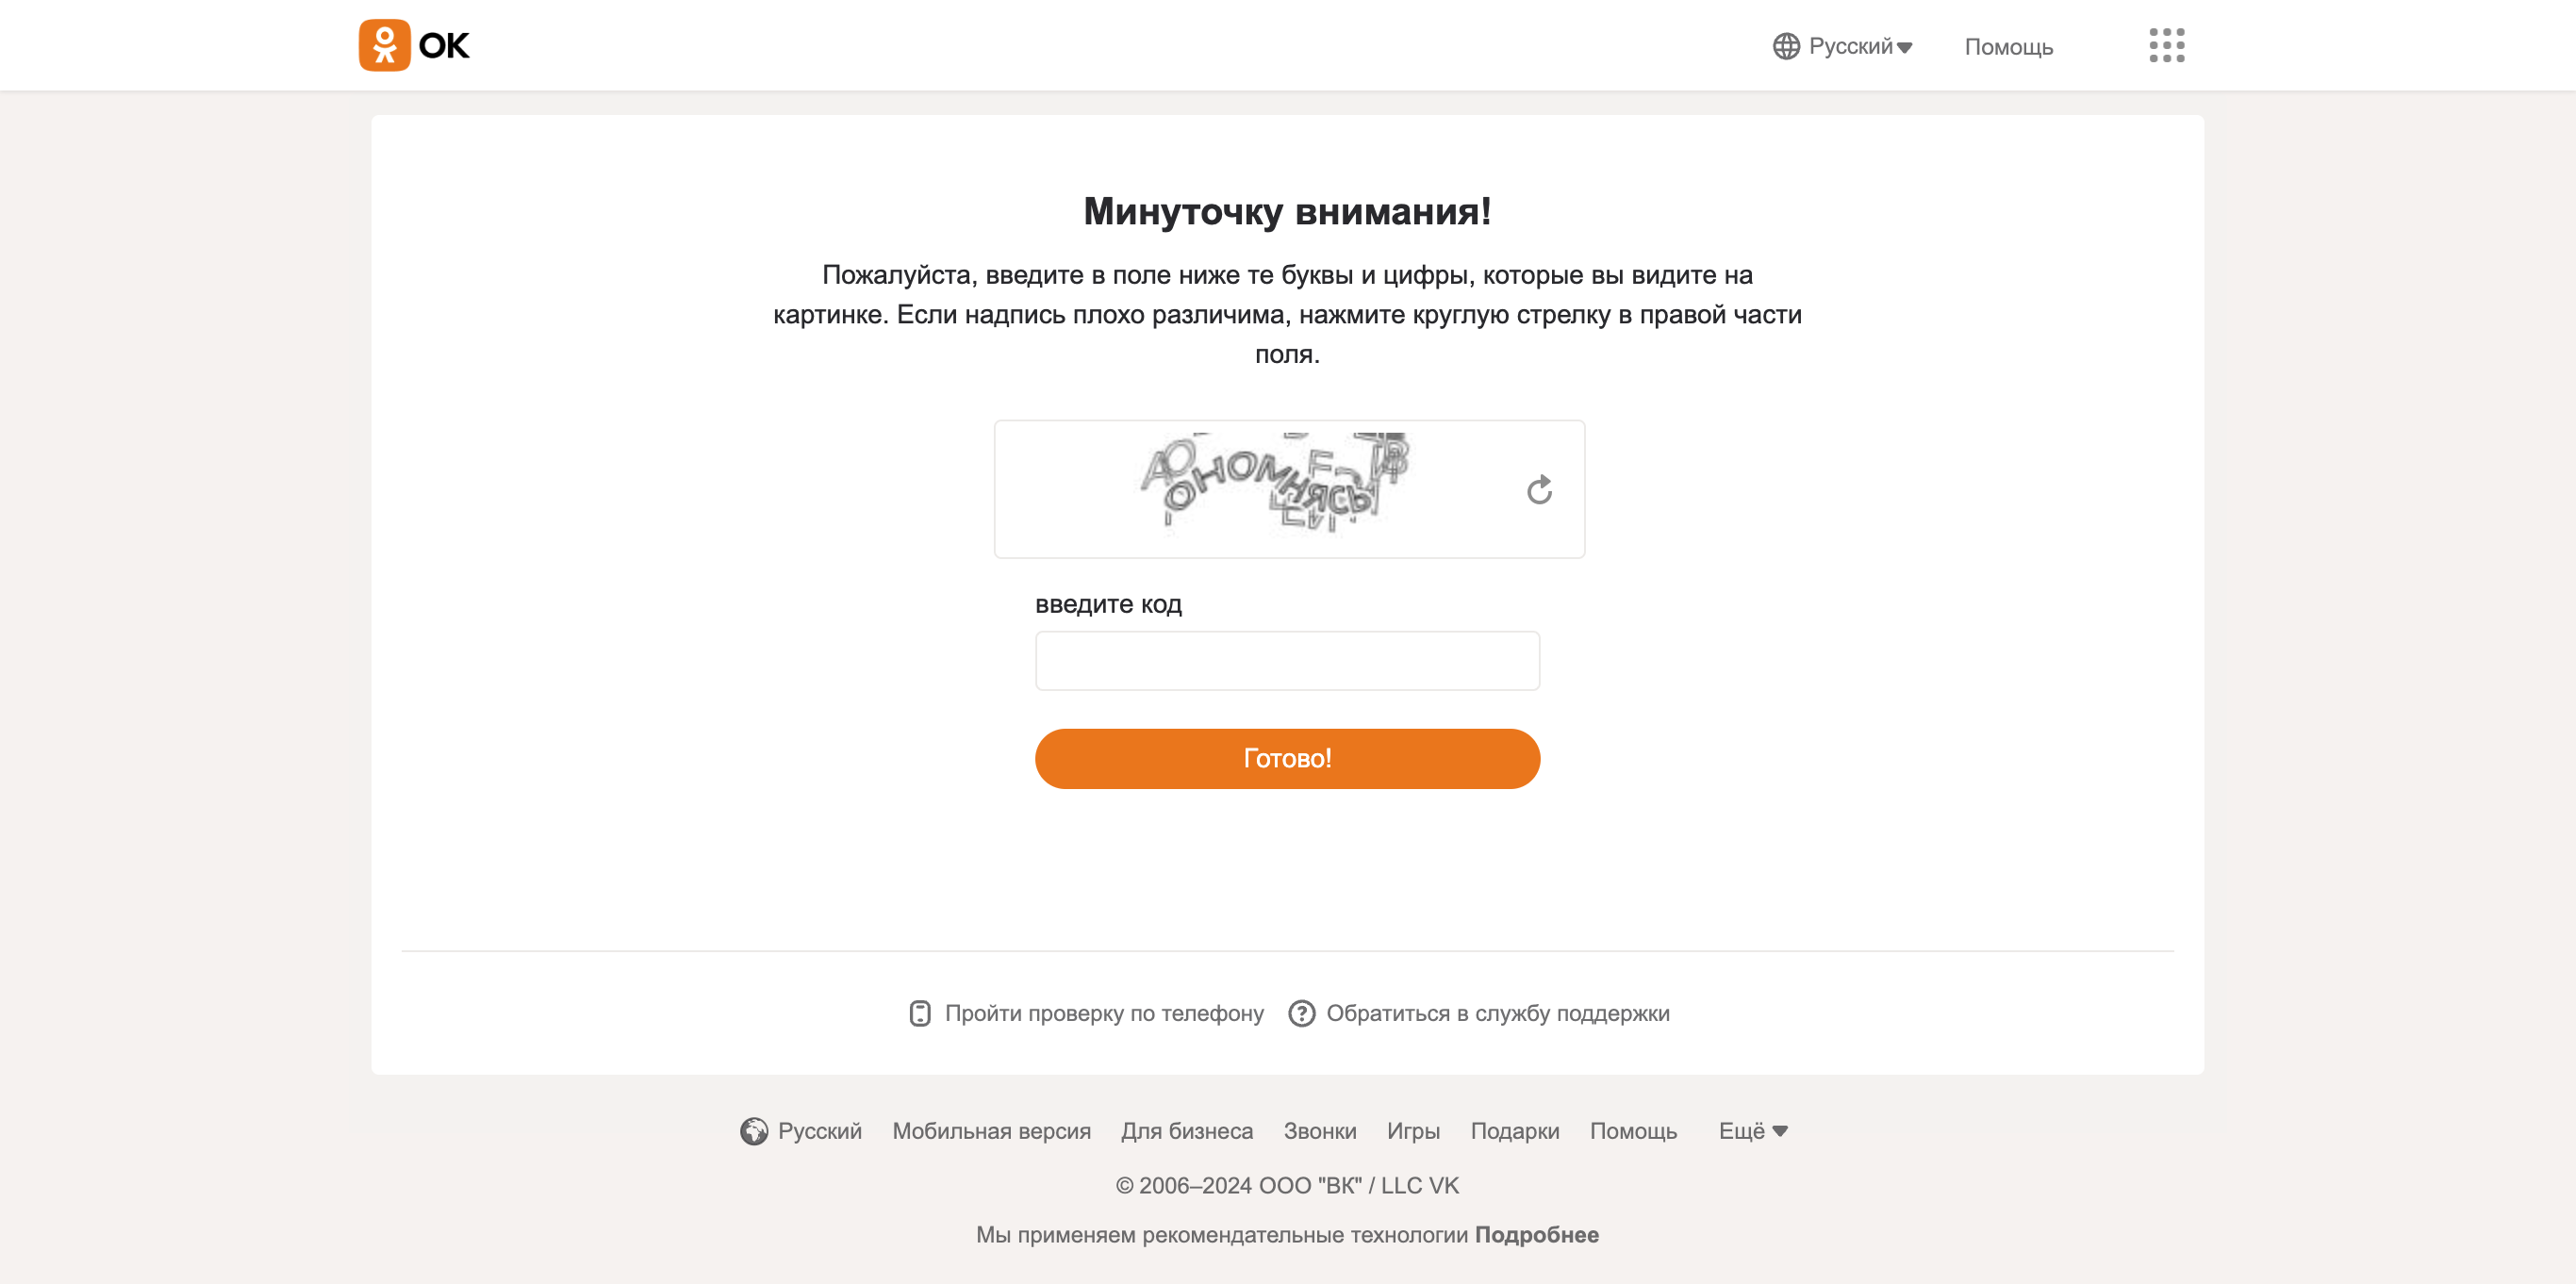 ОК
Русский
Помощь
Минуточку внимания!
Пожалуйста, введите в поле ниже те буквы и цифры, которые вы видите на
картинке. Если надпись плохо различима, нажмите круглую стрелку в правой части
поля.
введите код
Готово!
Пройти проверку по телефону
Обратиться в службу поддержки
Русский Мобильная версия Для бизнеса Звонки Игры Подарки Помощь Ещё
© 2006–2024 ООО "ВК" / LLC VK
Мы применяем рекомендательные технологии Подробнее